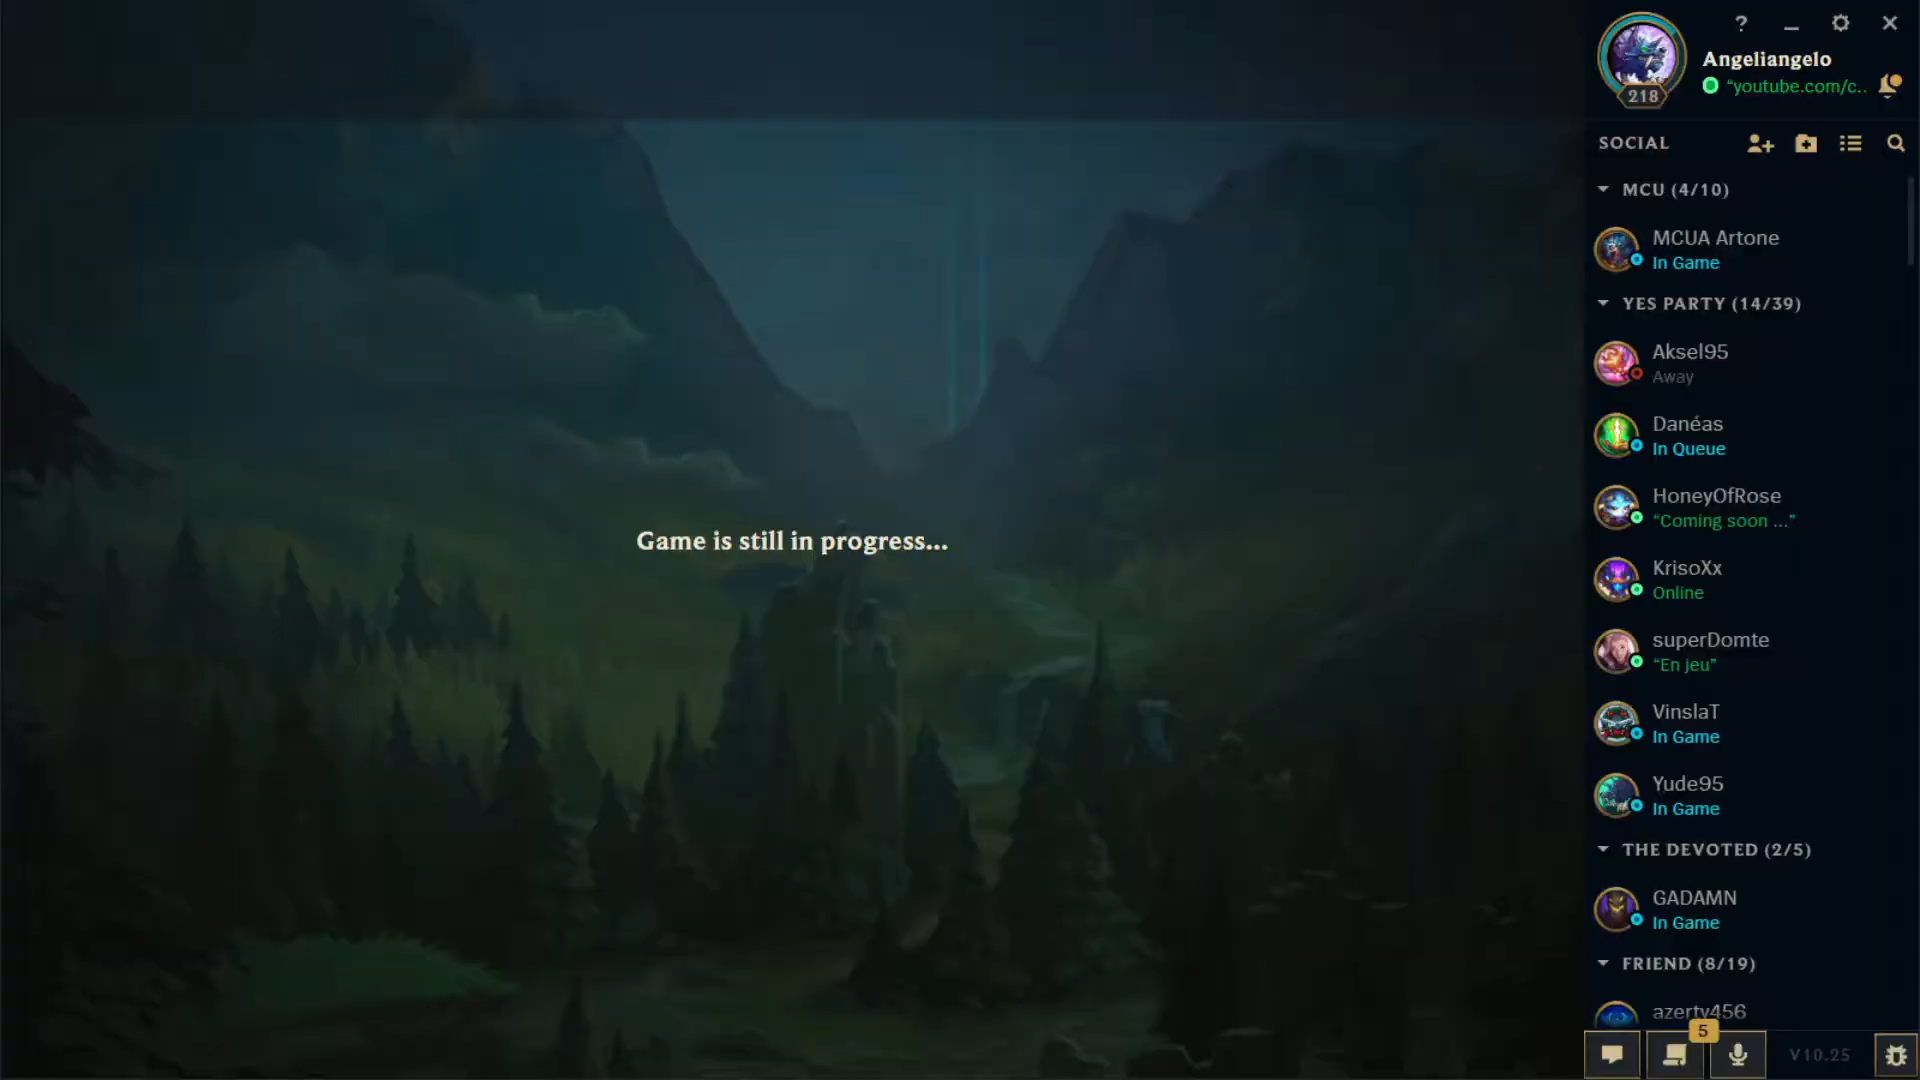 ?
Angeliangelo
218
“youtube.com/c..
SOCIAL
MCU (4/10)
MCUA Artone
In Game
YES PARTY (14/39)
Aksel95
Away
Danéas
In Queue
HoneyOfRose
“Coming soon ...”
KrisoXx
Online
superDomte
“En jeu”
VinslaT
In Game
Yude95
In Game
THE DEVOTED (2/5)
GADAMN
In Game
FRIEND (8/19)
azerty456
5
V10.25
Game is still in progress...